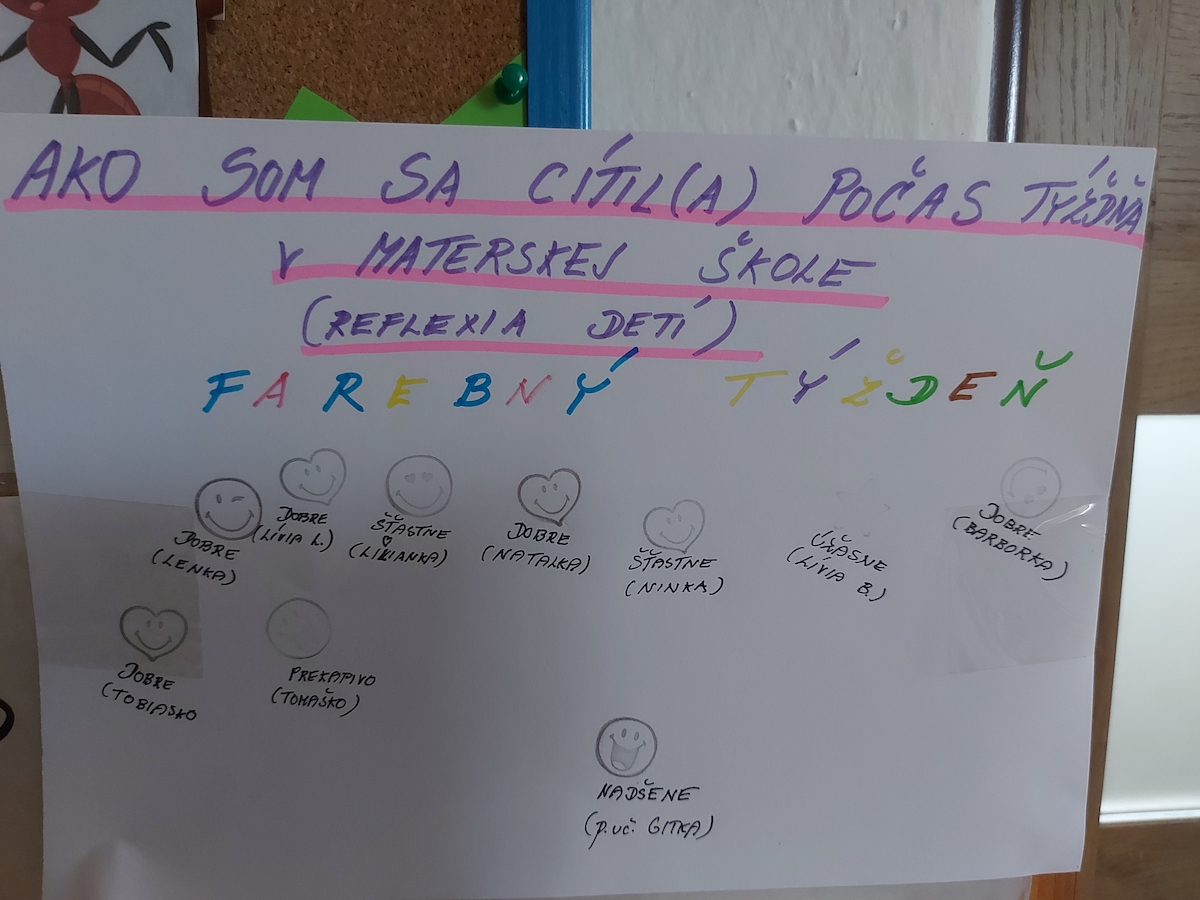 AKO SOM SA CÍTIL(A) POČAS TÝŽDŇA
V MATERSKEJ ŠKOLE
(REFLEXIA DETÍ)
FAREBNÝ TÝŽDEŇ
DOBRE
(LENKA)
DOBRE
(LÍVIA L.)
ŠŤASTNE
(LILIANKA)
DOBRE
(NATALKA)
ŠŤASTNE
(NINKA)
ÚŽASNE
(LÍVIA B.)
DOBRE
(BARBORKA)
DOBRE
(TOBIASKO
PREKAPIVO
(TOMAŠKO)
NADŠENE
(p. uč. GITKA)